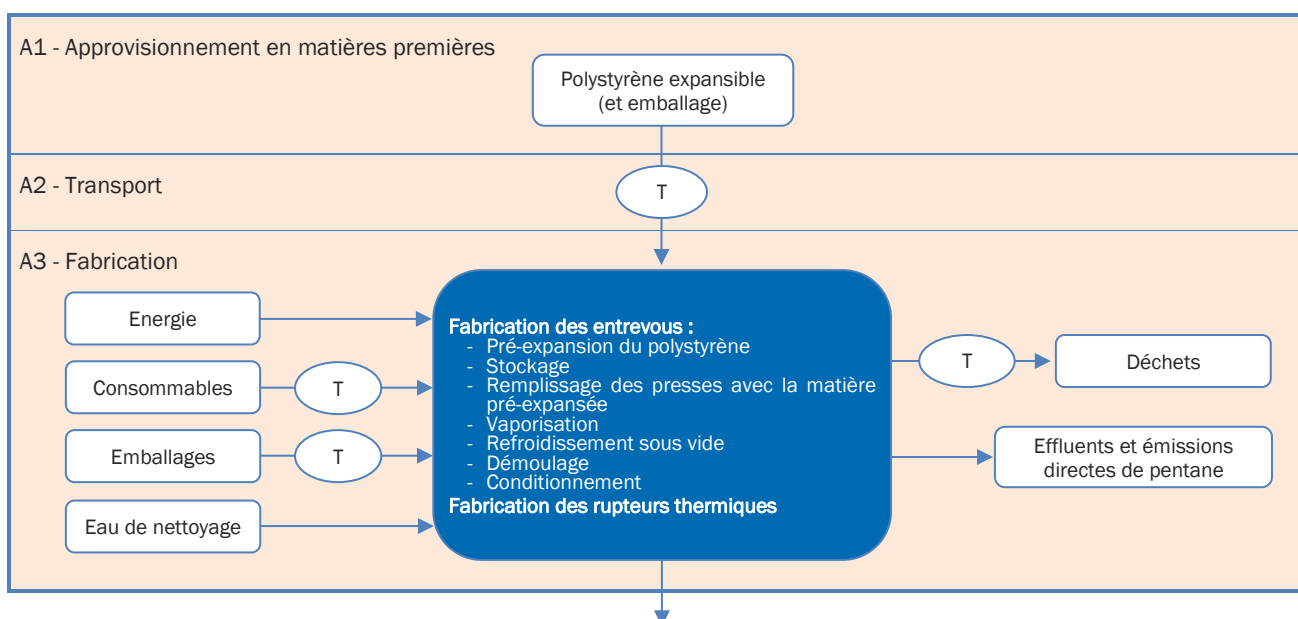 A1 - Approvisionnement en matières premières
Polystyrène expansible
(et emballage)
A2 - Transport
T
A3 - Fabrication
Energie
Consommables
T
Emballages
T
Eau de nettoyage
Fabrication des entrevous :
- Pré-expansion du polystyrène
- Stockage
- Remplissage des presses avec la matière
pré-expansée
- Vaporisation
- Refroidissement sous vide
- Démoulage
- Conditionnement
Fabrication des rupteurs thermiques
T
Déchets
Effluents et émissions
directes de pentane